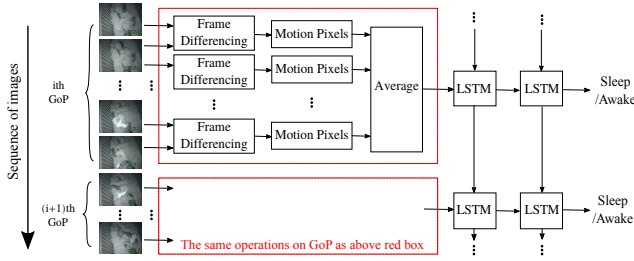 Sequence of images
ith
GoP
Frame
Differencing
Motion Pixels
Frame
Differencing
Motion Pixels
Frame
Differencing
Motion Pixels
Average
LSTM
LSTM
Sleep
/Awake
(i+1)th
GoP
The same operations on GoP as above red box
LSTM
LSTM
Sleep
/Awake